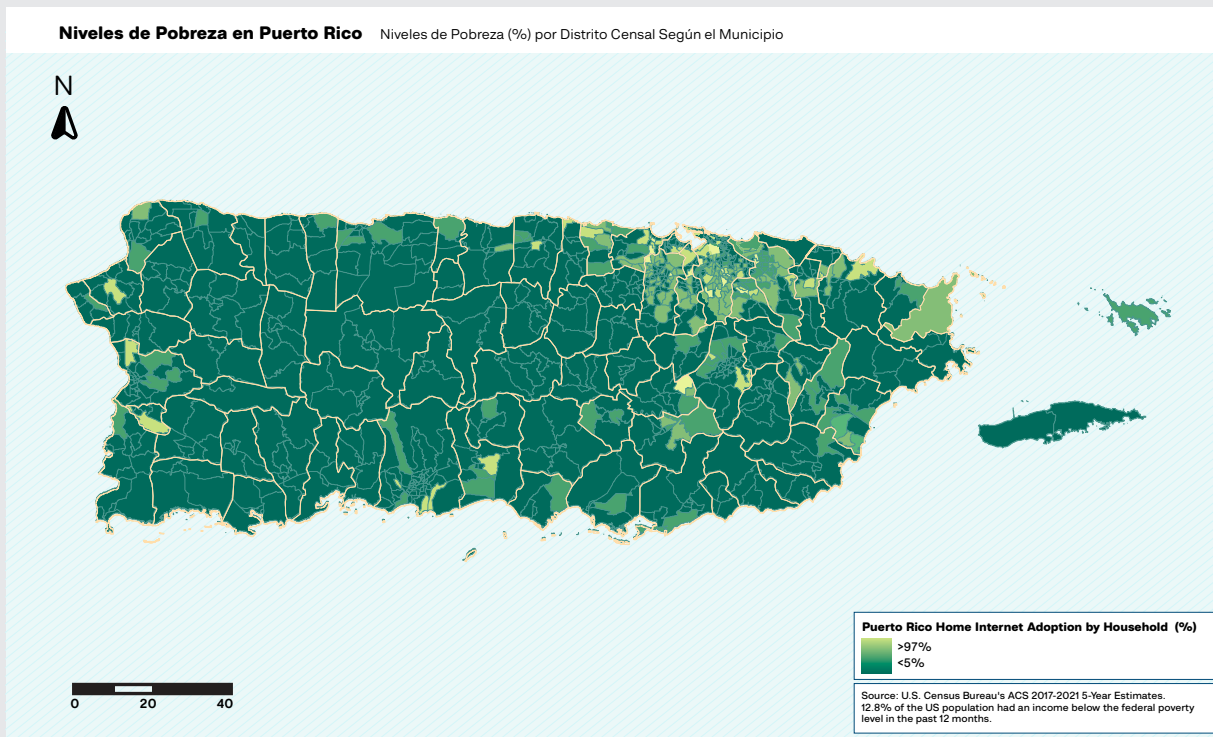 Niveles de Pobreza en Puerto Rico Niveles de Pobreza (%) por Distrito Censal Según el Municipio
N
Puerto Rico Home Internet Adoption by Household (%)
>97%
<5%
Source: U.S. Census Bureau's ACS 2017-2021 5-Year Estimates.
12.8% of the US population had an income below the federal poverty
level in the past 12 months.
0 20 40